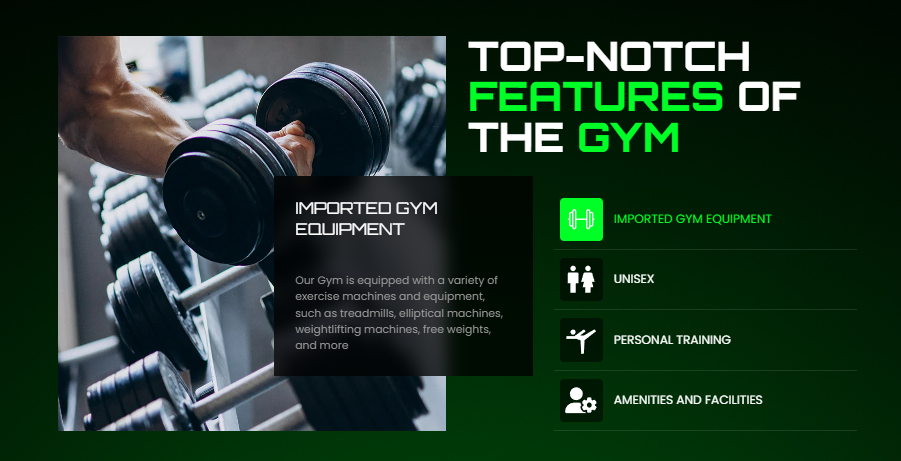 TOP-NOTCH
FEATURES OF
THE GYM
IMPORTED GYM
EQUIPMENT
Our Gym is equipped with a variety of
exercise machines and equipment,
such as treadmills, elliptical machines,
weightlifting machines, free weights,
and more
IMPORTED GYM EQUIPMENT
UNISEX
PERSONAL TRAINING
AMENITIES AND FACILITIES